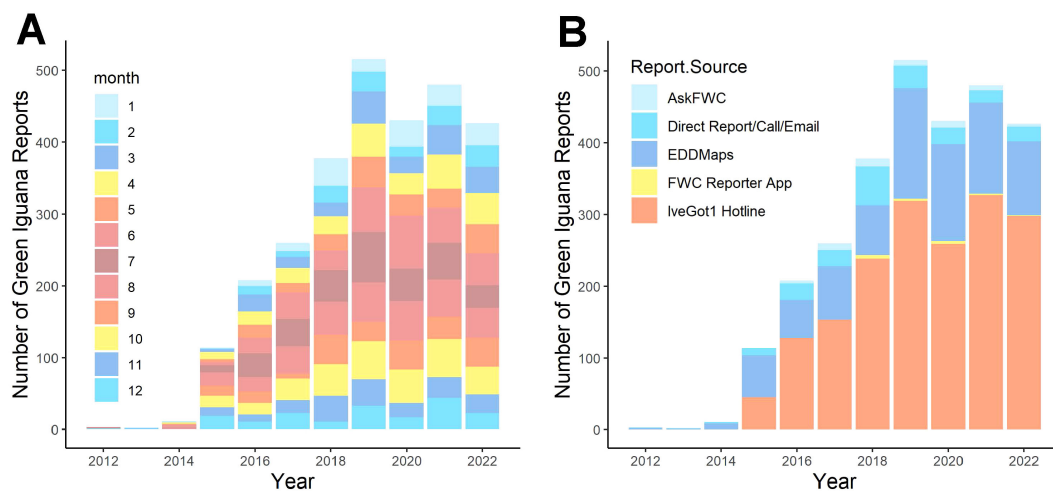 A
Number of Green Iguana Reports
500
400
300
200
100
0
month
1
2
3
4
5
6
7
8
9
10
11
12
2012
2014
2016
2018
2020
2022
Year
B
Number of Green Iguana Reports
500
400
300
200
100
0
Report.Source
AskFWC
Direct Report/Call/Email
EDDMaps
FWC Reporter App
IveGot1 Hotline
2012
2014
2016
2018
2020
2022
Year